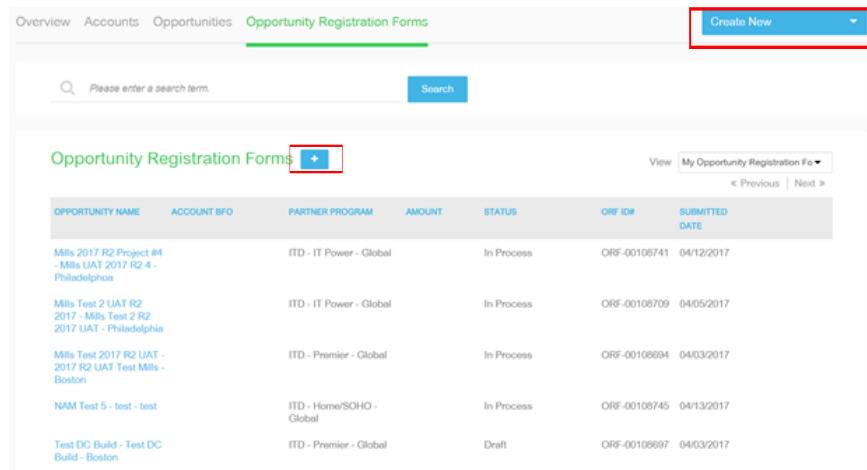 Overview Accounts Opportunities Opportunity Registration Forms Create New
Please enter a search term. Search
Opportunity Registration Forms + View My Opportunity Registration Fo
« Previous | Next »
OPPORTUNITY NAME ACCOUNT BFO PARTNER PROGRAM AMOUNT STATUS ORF ID# SUBMITTED
DATE
Mills 2017 R2 Project #4 ITD - IT Power - Global In Process ORF-00108741 04/12/2017
- Mills UAT 2017 R2 4 -
Philadelphoa
Mills Test 2 UAT R2 ITD - IT Power - Global In Process ORF-00108709 04/05/2017
2017 - Mills Test 2 R2
2017 UAT - Philadelphia
Mills Test 2017 R2 UAT - ITD - Premier - Global In Process ORF-00108694 04/03/2017
2017 R2 UAT Test Mills -
Boston
NAM Test 5 - test - test ITD - Home/SOHO - In Process ORF-00108745 04/13/2017
Global
Test DC Build - Test DC ITD - Premier - Global Draft ORF-00108697 04/03/2017
Build - Boston